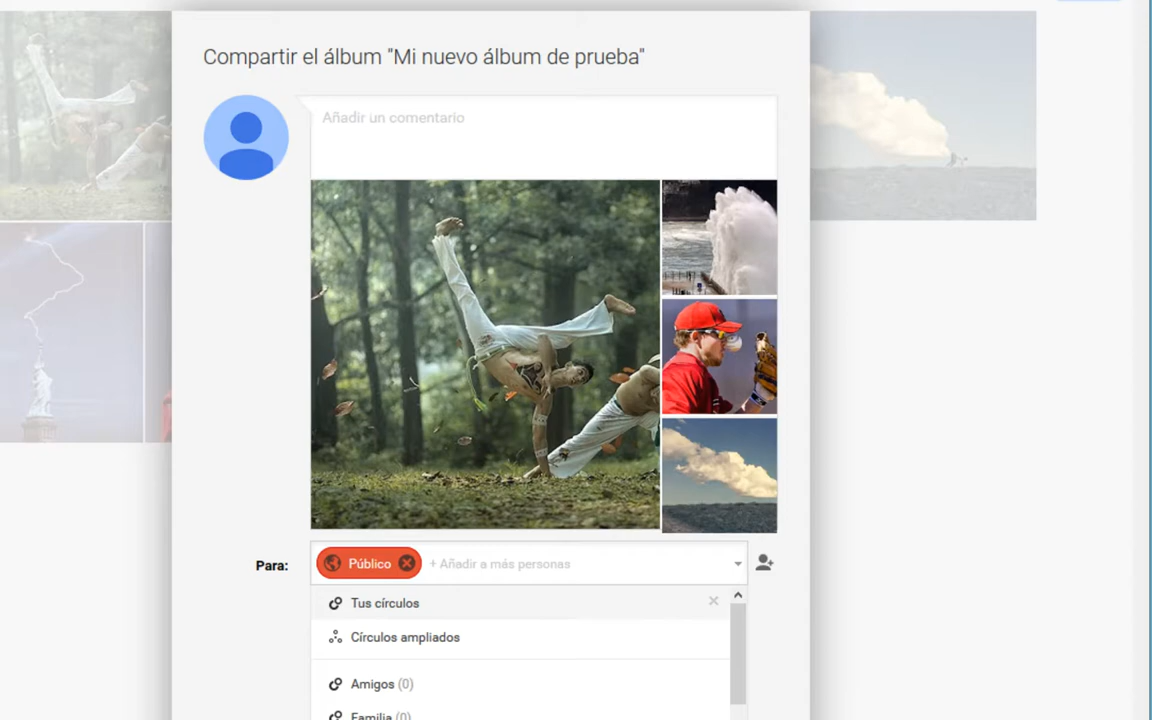 Compartir el álbum "Mi nuevo álbum de prueba"
Añadir un comentario
Para:
Público
+ Añadir a más personas
Tus círculos
Círculos ampliados
Amigos (0)
Familia (0)